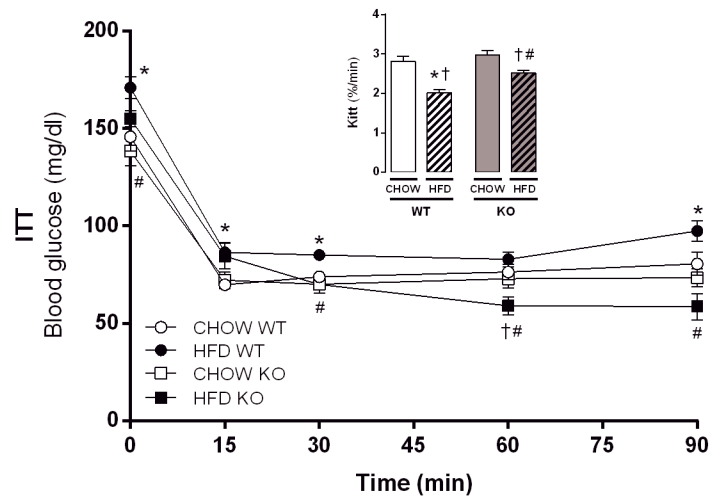 200
150
100
50
0
ITT
Blood glucose (mg/dl)
*
#
*
*
#
†#
*
#
CHOW WT
HFD WT
CHOW KO
HFD KO
0 15 30 45 60 75 90
Time (min)
4
3
2
1
0
Kitt (%/min)
*† †#
CHOW HFD CHOW HFD
WT KO